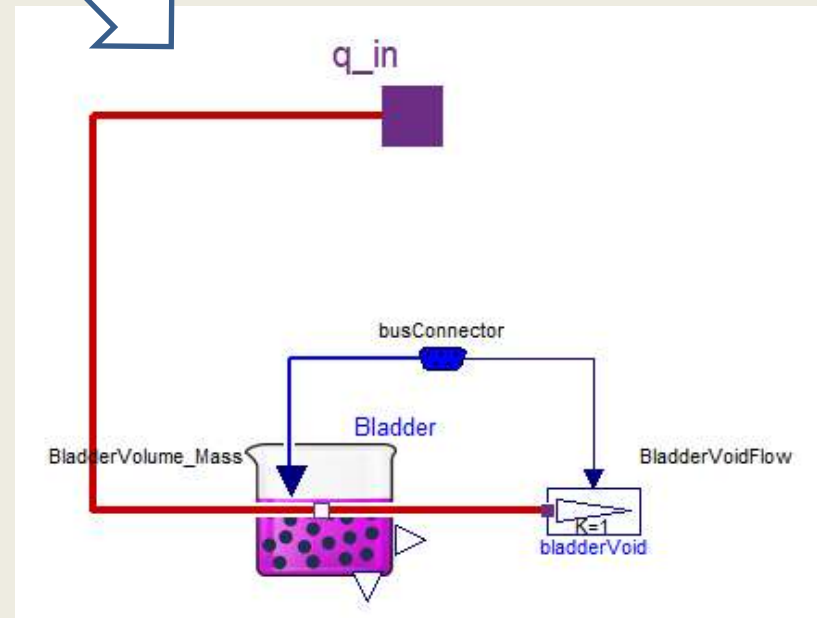 q_in
busConnector
Bladder
BladderVolume_Mass
BladderVoidFlow
K=1
bladderVoid